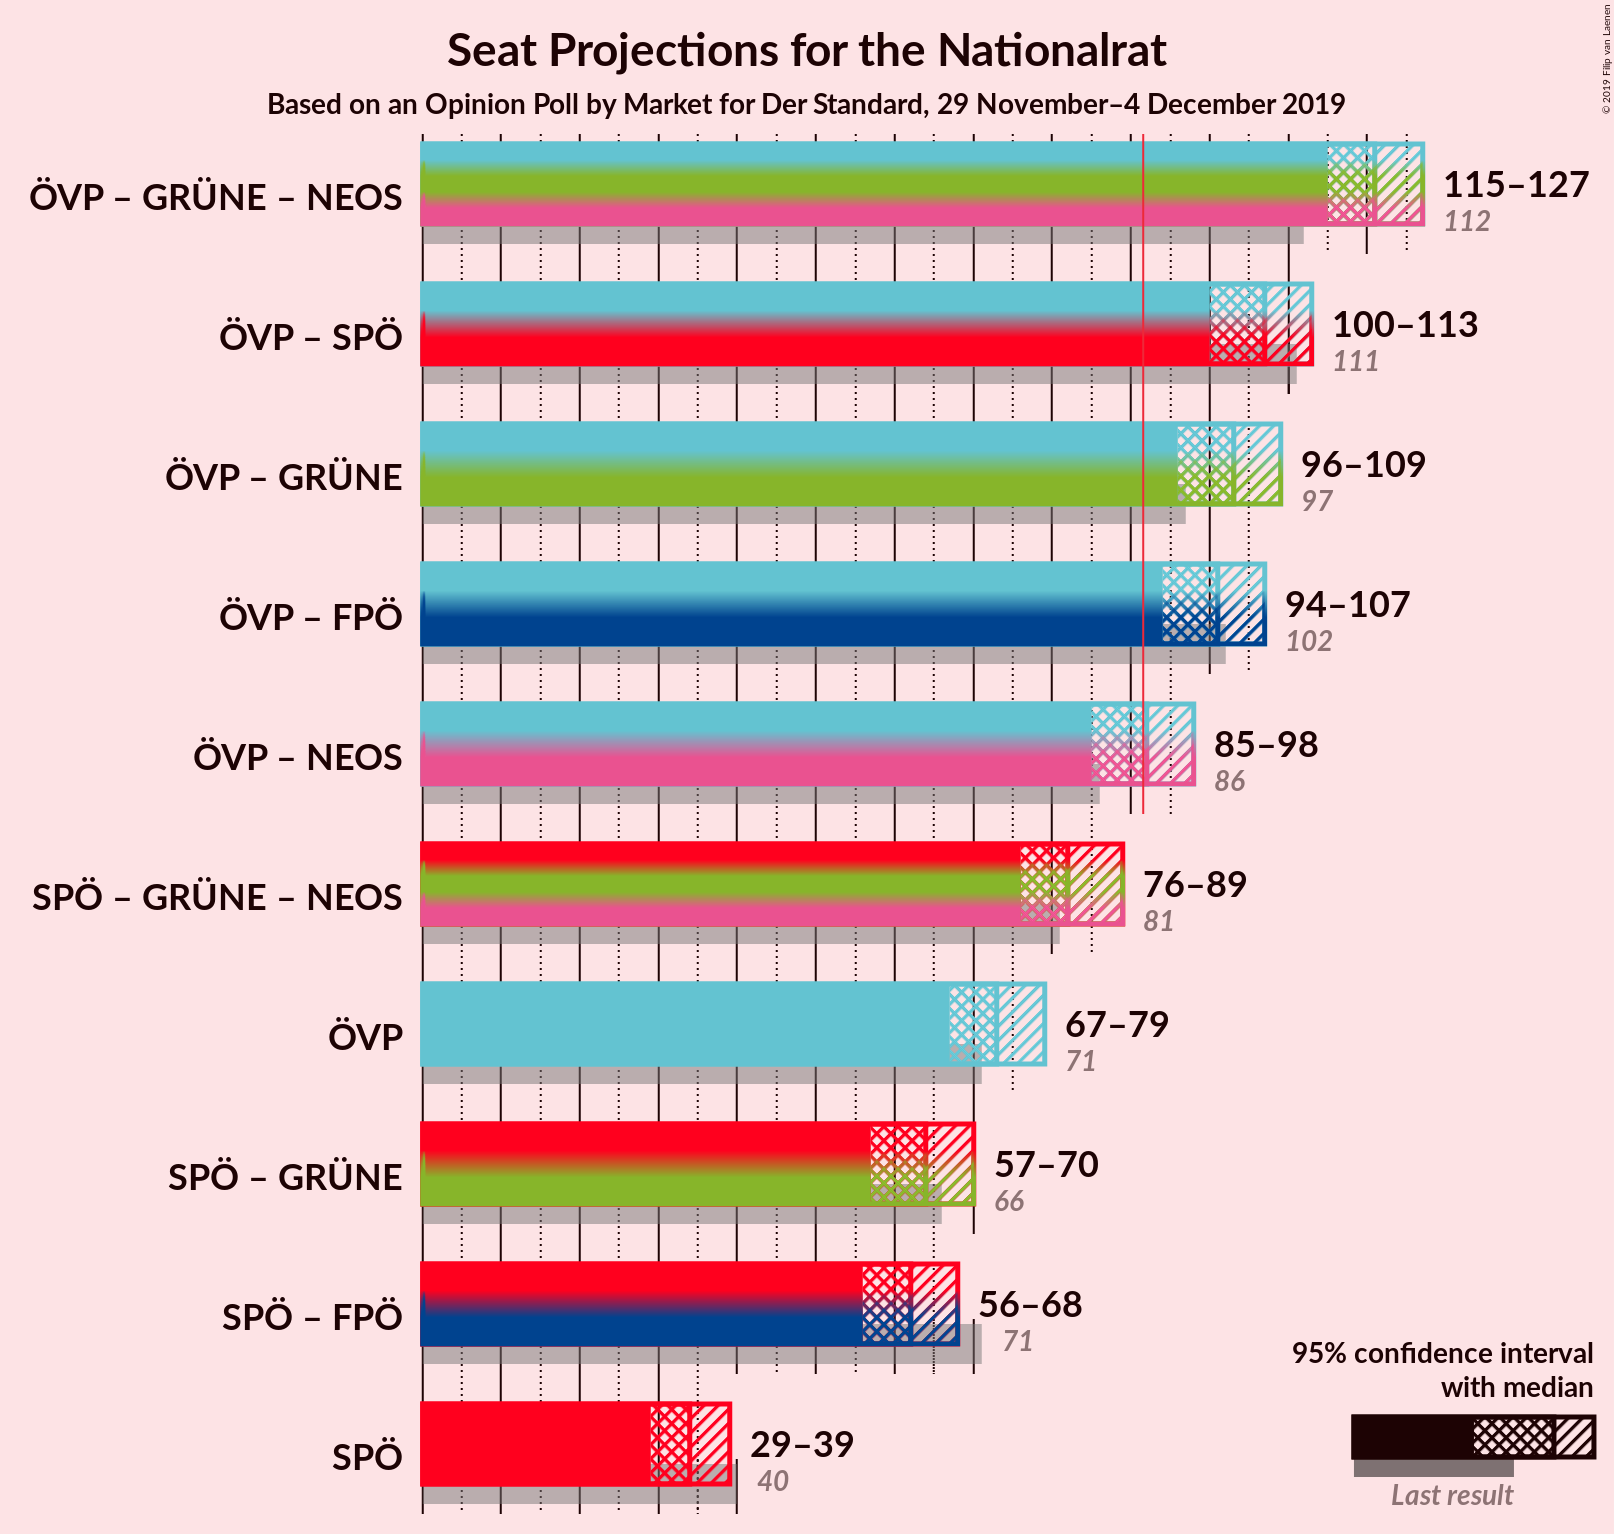 Seat Projections for the Nationalrat
Based on an Opinion Poll by Market for Der Standard, 29 November–4 December 2019
© 2019 Filip van Laenen
ÖVP – GRÜNE – NEOS
115–127
112
ÖVP – SPÖ
100–113
111
ÖVP – GRÜNE
96–109
97
ÖVP – FPÖ
94–107
102
ÖVP – NEOS
85–98
86
SPÖ – GRÜNE – NEOS
76–89
81
ÖVP
67–79
71
SPÖ – GRÜNE
57–70
66
SPÖ – FPÖ
56–68
71
SPÖ
29–39
40
95% confidence interval
with median
Last result